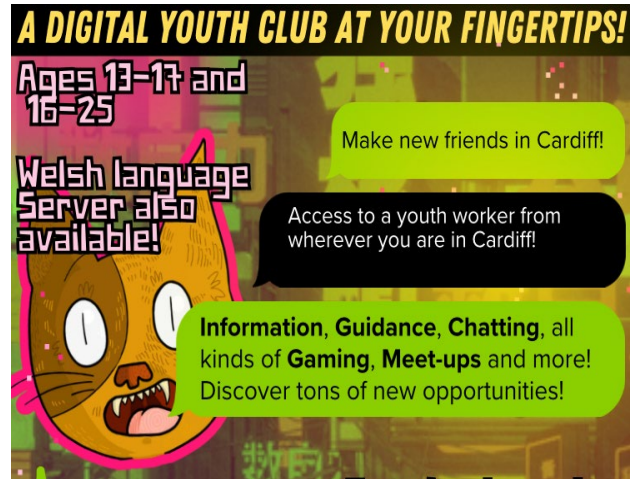 A DIGITAL YOUTH CLUB AT YOUR FINGERTIPS!
Ages 13-17 and
16-25
Make new friends in Cardiff!
Welsh language
Server also
available!
Access to a youth worker from
wherever you are in Cardiff!
Information, Guidance, Chatting, all
kinds of Gaming, Meet-ups and more!
Discover tons of new opportunities!